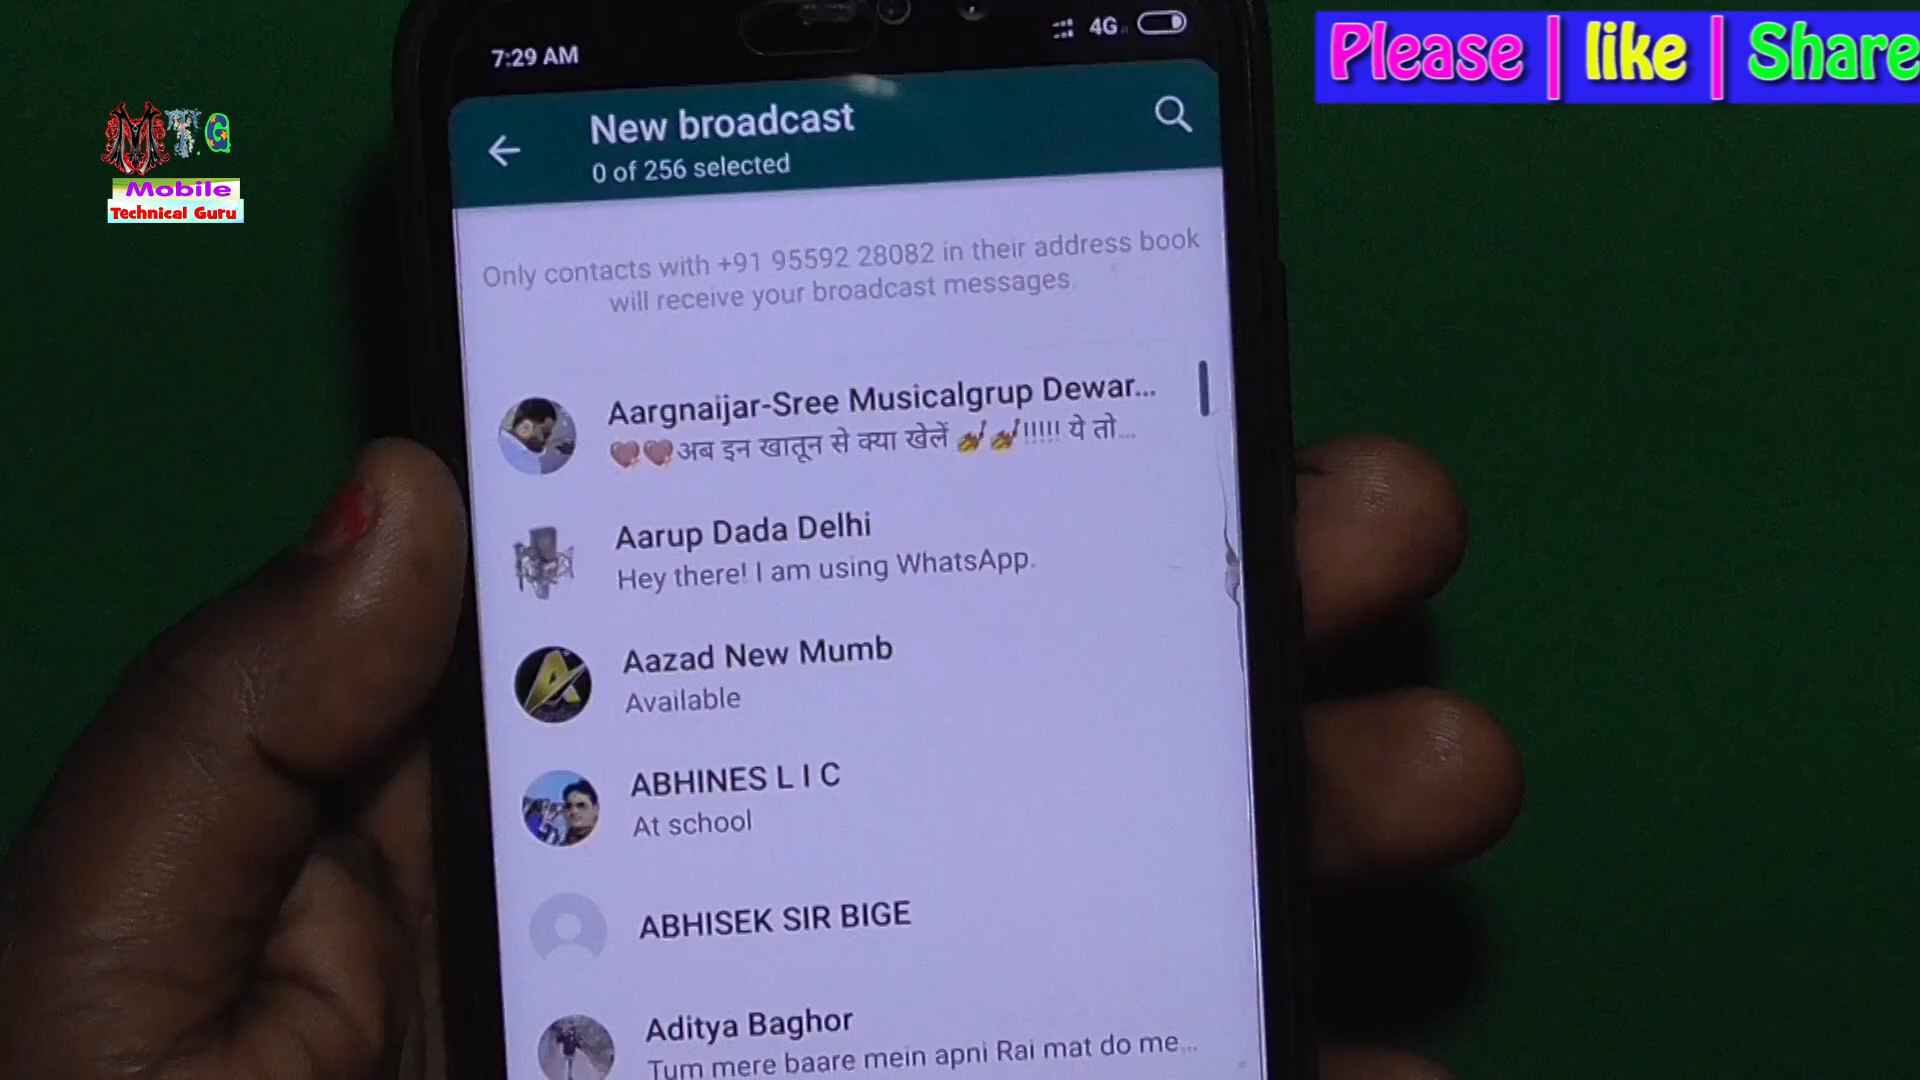 Please | like | Share
7:29 AM
4G
New broadcast
0 of 256 selected
M T.G
Mobile
Technical Guru
Only contacts with +91 95592 28082 in their address book
will receive your broadcast messages.
Aargnaijar-Sree Musicalgrup Dewar...
💖💖अब इन खातून से क्या खेलें 💅💅!!!!! ये तो...
Aarup Dada Delhi
Hey there! I am using WhatsApp.
Aazad New Mumb
Available
ABHINES L I C
At school
ABHISEK SIR BIGE
Aditya Baghor
Tum mere baare mein apni Rai mat do me...